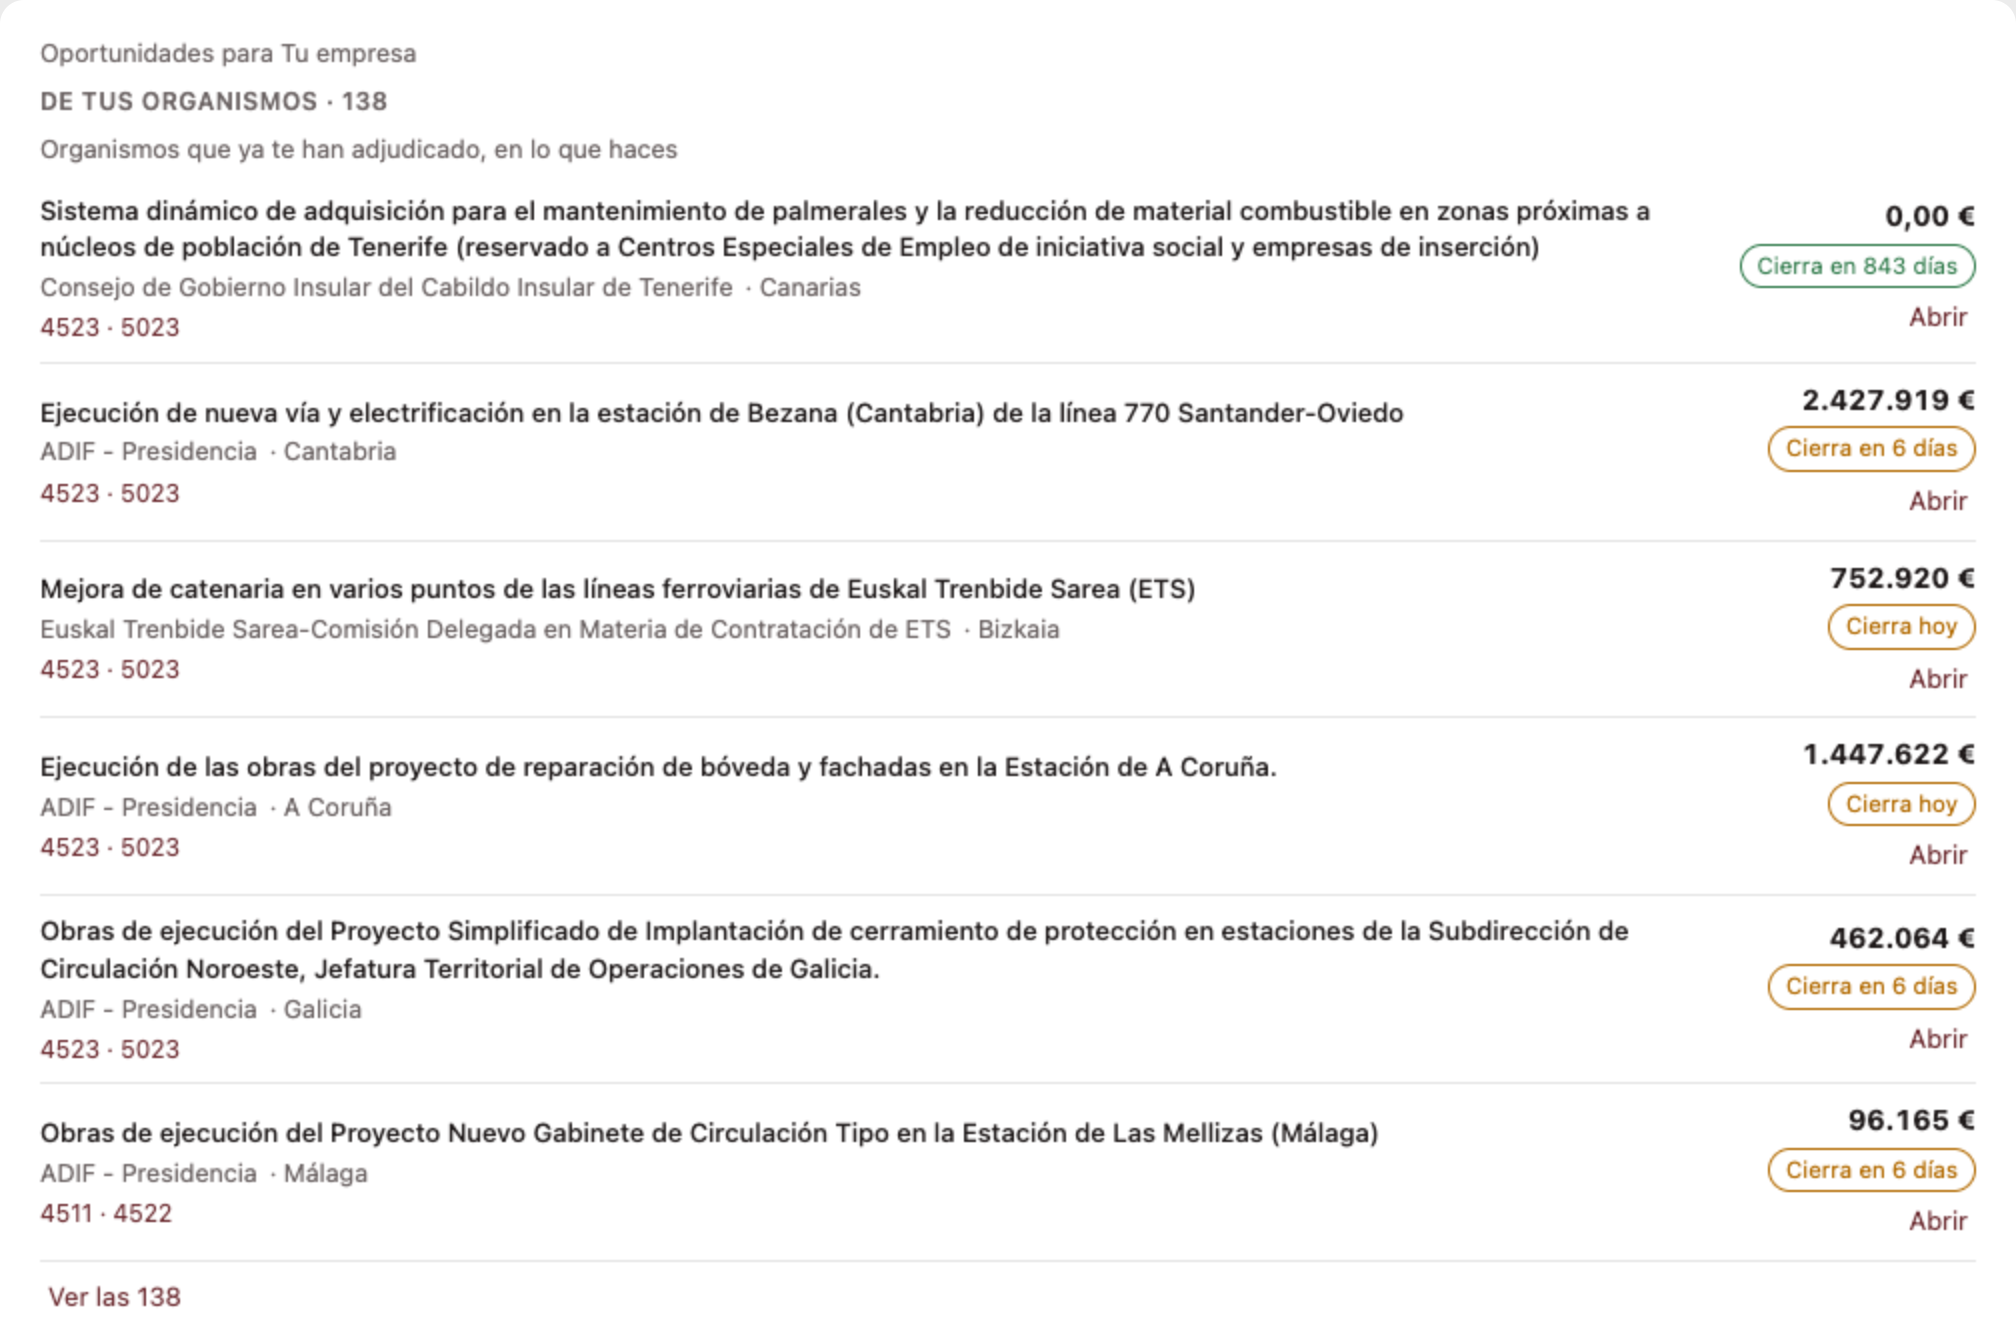 Oportunidades para Tu empresa
DE TUS ORGANISMOS · 138
Organismos que ya te han adjudicado, en lo que haces
Sistema dinámico de adquisición para el mantenimiento de palmerales y la reducción de material combustible en zonas próximas a
núcleos de población de Tenerife (reservado a Centros Especiales de Empleo de iniciativa social y empresas de inserción)
Consejo de Gobierno Insular del Cabildo Insular de Tenerife · Canarias
4523 · 5023
0,00 €
Cierra en 843 días
Abrir
Ejecución de nueva vía y electrificación en la estación de Bezana (Cantabria) de la línea 770 Santander-Oviedo
ADIF - Presidencia · Cantabria
4523 · 5023
2.427.919 €
Cierra en 6 días
Abrir
Mejora de catenaria en varios puntos de las líneas ferroviarias de Euskal Trenbide Sarea (ETS)
Euskal Trenbide Sarea-Comisión Delegada en Materia de Contratación de ETS · Bizkaia
4523 · 5023
752.920 €
Cierra hoy
Abrir
Ejecución de las obras del proyecto de reparación de bóveda y fachadas en la Estación de A Coruña.
ADIF - Presidencia · A Coruña
4523 · 5023
1.447.622 €
Cierra hoy
Abrir
Obras de ejecución del Proyecto Simplificado de Implantación de cerramiento de protección en estaciones de la Subdirección de
Circulación Noroeste, Jefatura Territorial de Operaciones de Galicia.
ADIF - Presidencia · Galicia
4523 · 5023
462.064 €
Cierra en 6 días
Abrir
Obras de ejecución del Proyecto Nuevo Gabinete de Circulación Tipo en la Estación de Las Mellizas (Málaga)
ADIF - Presidencia · Málaga
4511 · 4522
96.165 €
Cierra en 6 días
Abrir
Ver las 138